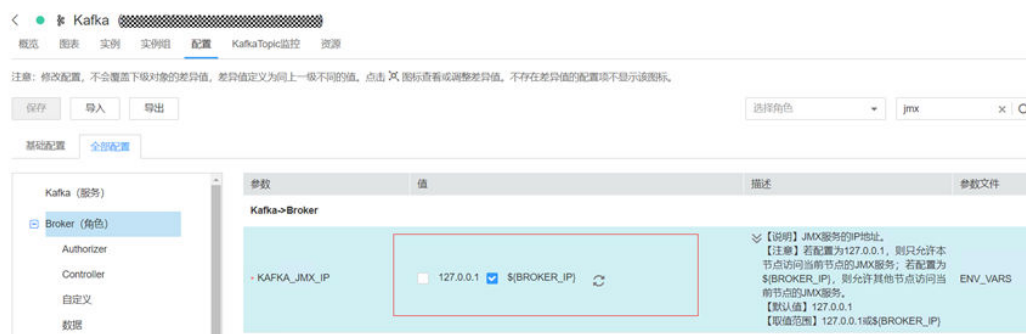 Kafka
概览 图表 实例 实例组 配置 KafkaTopic监控 资源
注意：修改配置，不会覆盖下级对象的差异值，差异值定义为同上一级不同的值。点击 图标查看或调整差异值。不存在差异值的配置项不显示该图标。
保存 导入 导出 选择角色 jmx
基础配置 全部配置
参数 值 描述 参数文件
Kafka（服务）
Kafka->Broker
Broker（角色）
Authorizer
Controller
自定义
数据
* KAFKA_JMX_IP 127.0.0.1 ${BROKER_IP} ENV_VARS
【说明】JMX服务的IP地址。
【注意】若配置为127.0.0.1，则只允许本
节点访问当前节点的JMX服务；若配置为
${BROKER_IP}，则允许其他节点访问当
前节点的JMX服务。
【默认值】127.0.0.1
【取值范围】127.0.0.1或${BROKER_IP}